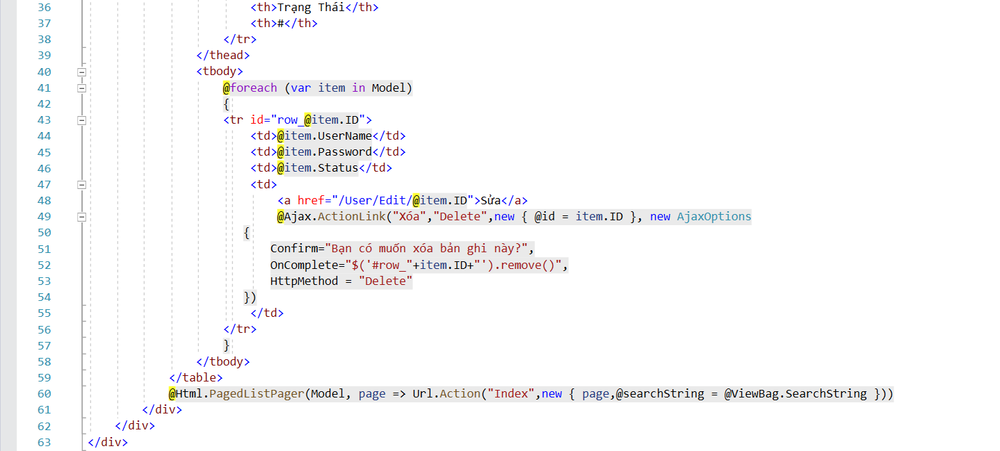 36 <th>Trạng Thái</th>
37 <th>#</th>
38 </tr>
39 </thead>
40 <tbody>
41 @foreach (var item in Model)
42 {
43 <tr id="row_@item.ID">
44 <td>@item.UserName</td>
45 <td>@item.Password</td>
46 <td>@item.Status</td>
47 <td>
48 <a href="/User/Edit/@item.ID">Sửa</a>
49 @Ajax.ActionLink("Xóa","Delete",new { @id = item.ID }, new AjaxOptions
50 {
51 Confirm="Bạn có muốn xóa bản ghi này?",
52 OnComplete="$('#row_"+item.ID+"').remove()",
53 HttpMethod = "Delete"
54 })
55 </td>
56 </tr>
57 }
58 </tbody>
59 </table>
60 @Html.PagedListPager(Model, page => Url.Action("Index",new { page,@searchString = @ViewBag.SearchString }))
61 </div>
62 </div>
63 </div>